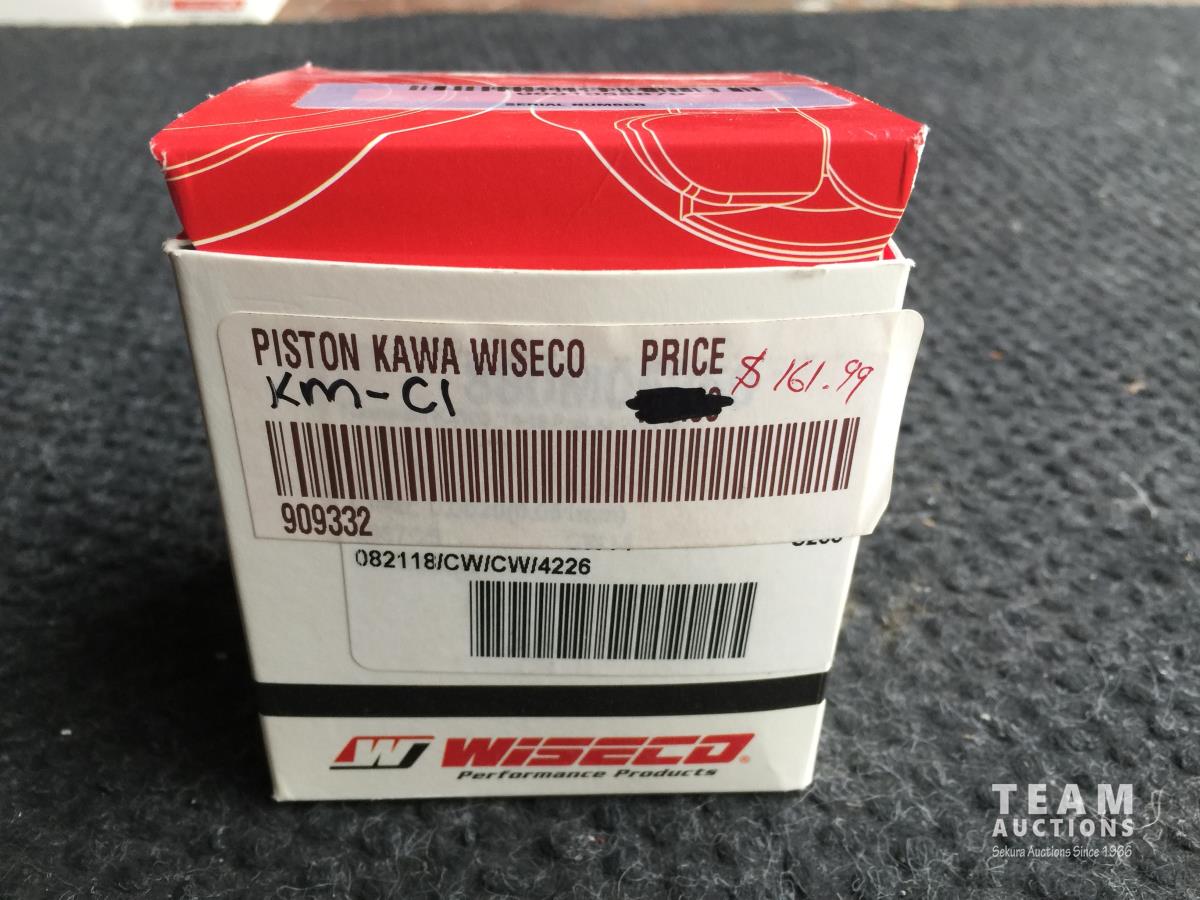 SERIAL NUMBER
PISTON KAWA WISECO PRICE $161.99
KM-C1
909332
082118/CW/CW/4226
W WISECO®
Performance Products
TEAM
AUCTIONS
Sekura Auctions Since 1966